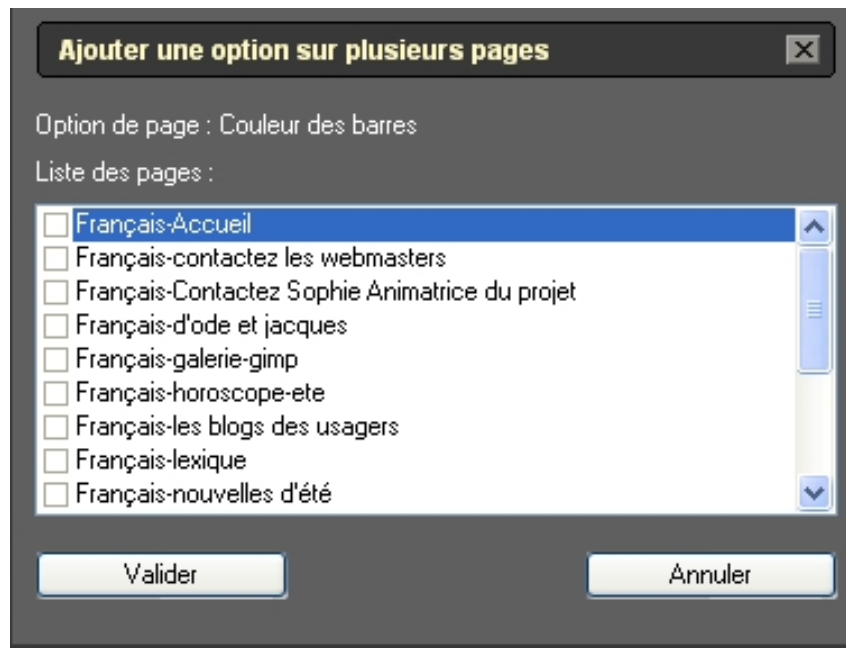 Ajouter une option sur plusieurs pages
Option de page : Couleur des barres
Liste des pages :
Français-Accueil
Français-contactez les webmasters
Français-Contactez Sophie Animatrice du projet
Français-d'ode et jacques
Français-galerie-gimp
Français-horoscope-ete
Français-les blogs des usagers
Français-lexique
Français-nouvelles d'été
Valider Annuler